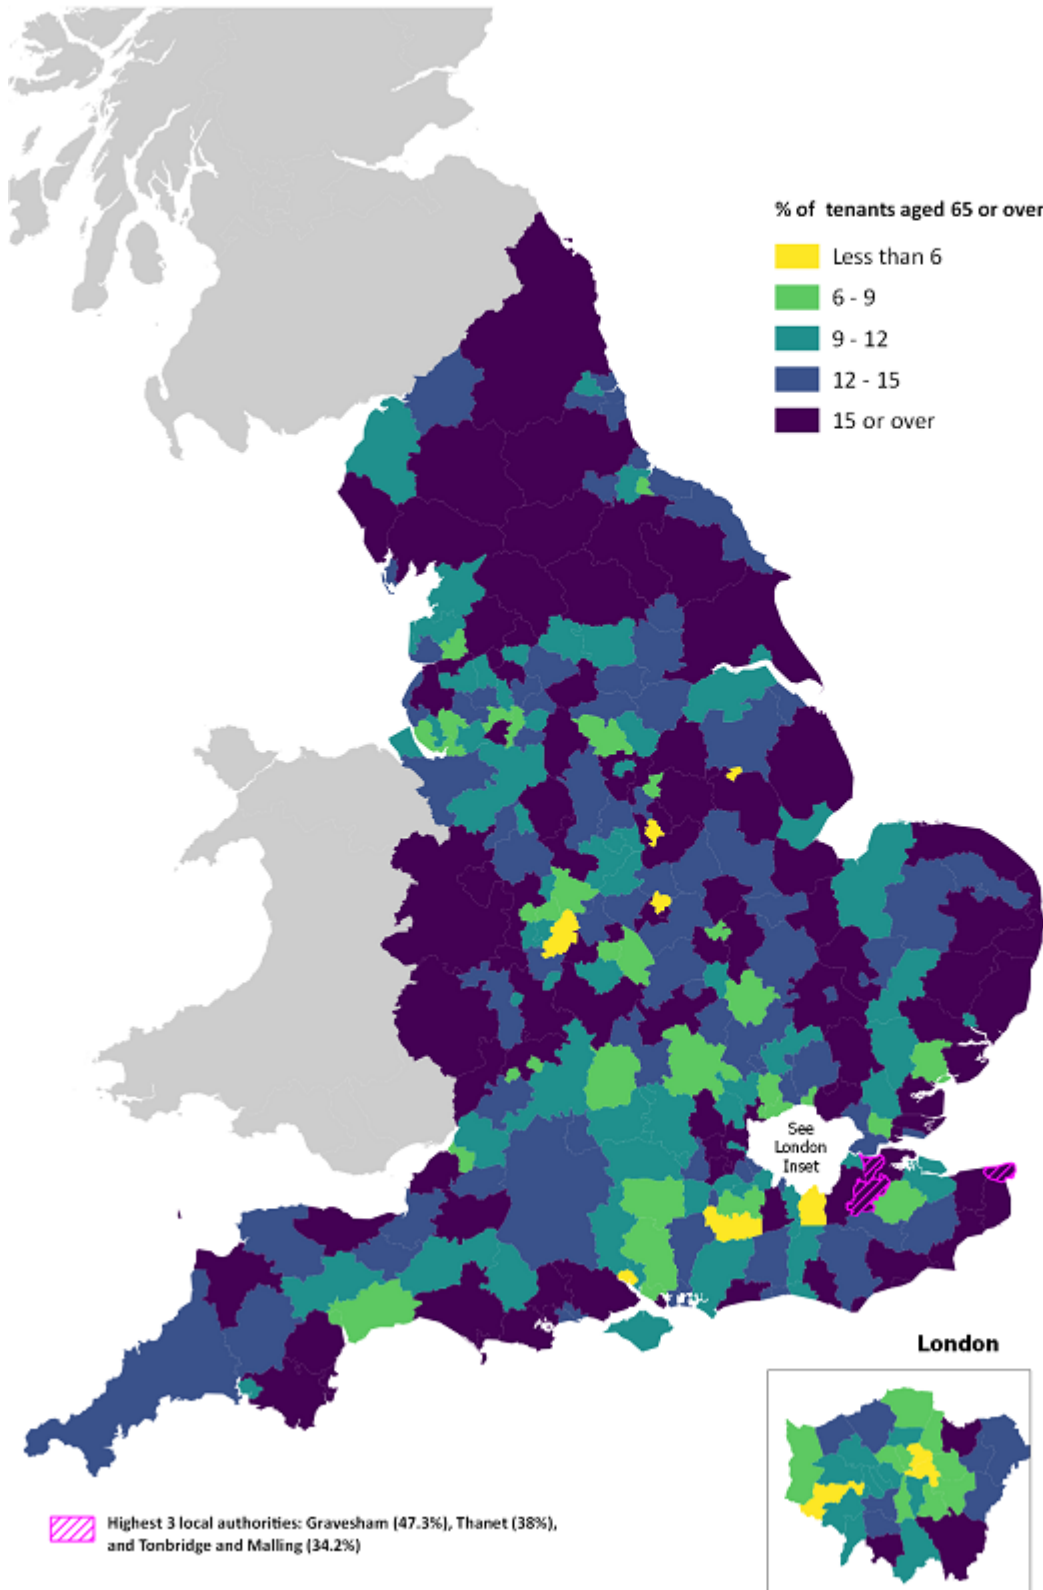 % of tenants aged 65 or over
Less than 6
6 - 9
9 - 12
12 - 15
15 or over
See
London
Inset
London
Highest 3 local authorities: Gravesham (47.3%), Thanet (38%),
and Tonbridge and Malling (34.2%)